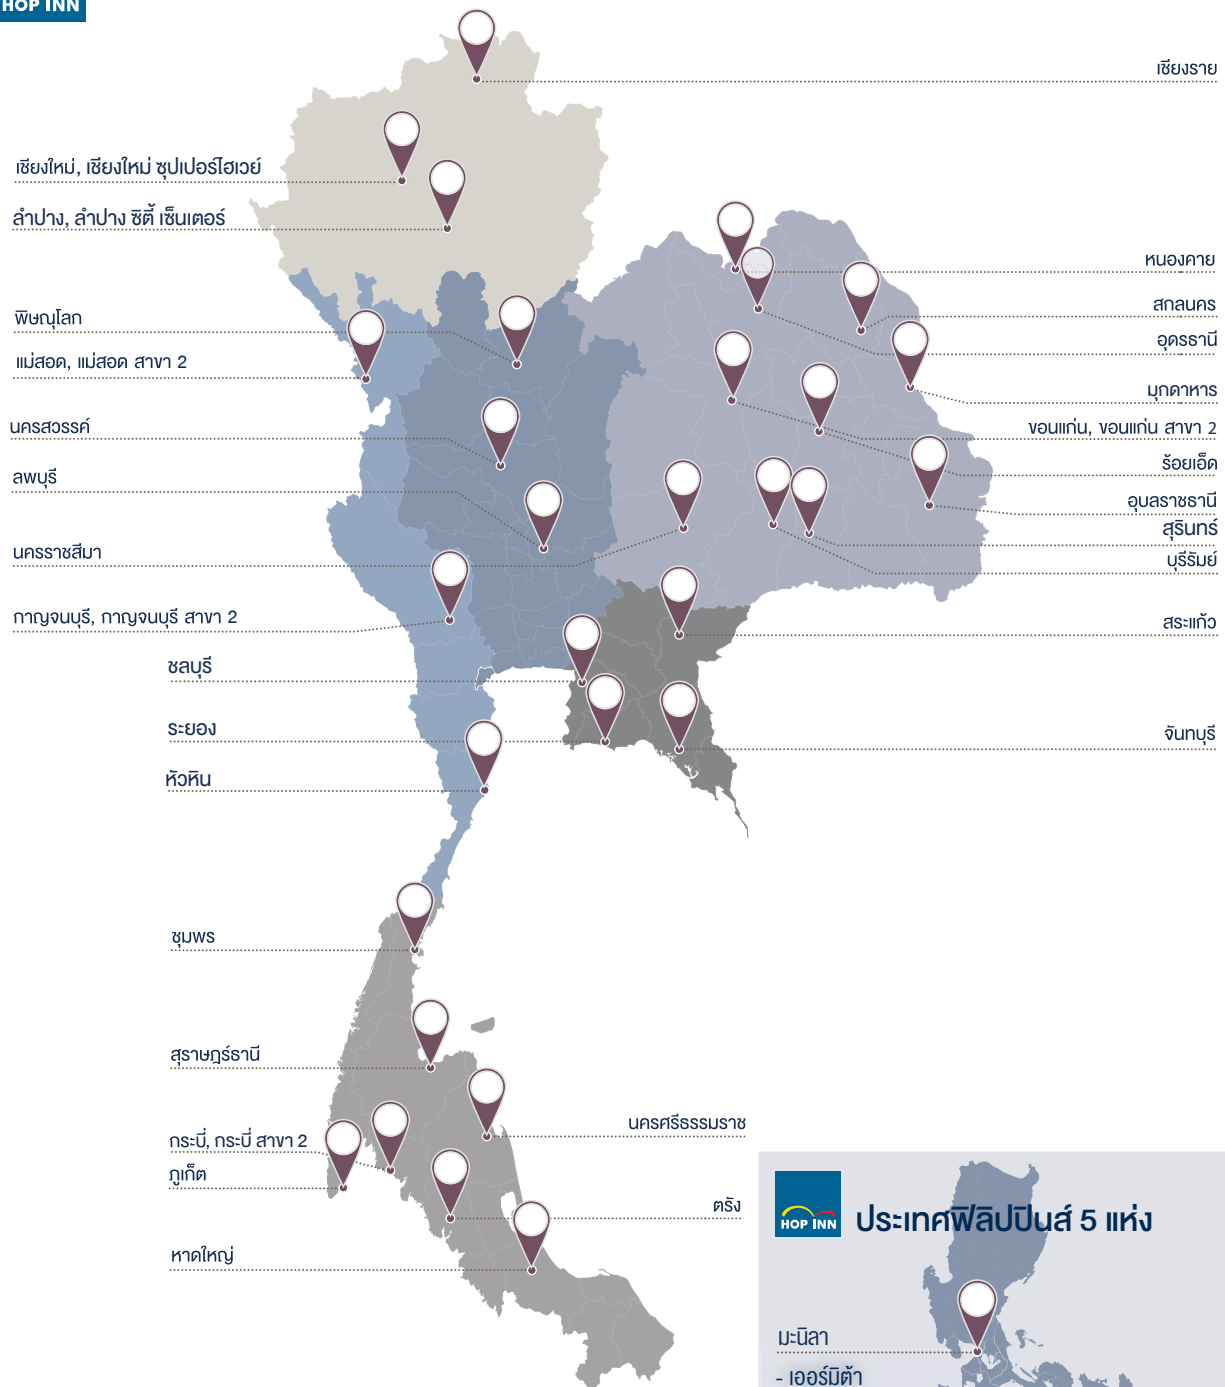 HOP INN
เชียงราย
เชียงใหม่, เชียงใหม่ ซุปเปอร์ไฮเวย์
ลำปาง, ลำปาง ซิตี้ เซ็นเตอร์
หนองคาย
สกลนคร
พิษณุโลก
อุดรธานี
แม่สอด, แม่สอด สาขา 2
มุกดาหาร
นครสวรรค์
ขอนแก่น, ขอนแก่น สาขา 2
ร้อยเอ็ด
ลพบุรี
อุบลราชธานี
สุรินทร์
นครราชสีมา
บุรีรัมย์
กาญจนบุรี, กาญจนบุรี สาขา 2
สระแก้ว
ชลบุรี
ระยอง
จันทบุรี
หัวหิน
ชุมพร
สุราษฎร์ธานี
นครศรีธรรมราช
กระบี่, กระบี่ สาขา 2
ภูเก็ต
ตรัง
หาดใหญ่
HOP INN
ประเทศฟิลิปปินส์ 5 แห่ง
มะนิลา
- เออร์มิต้า